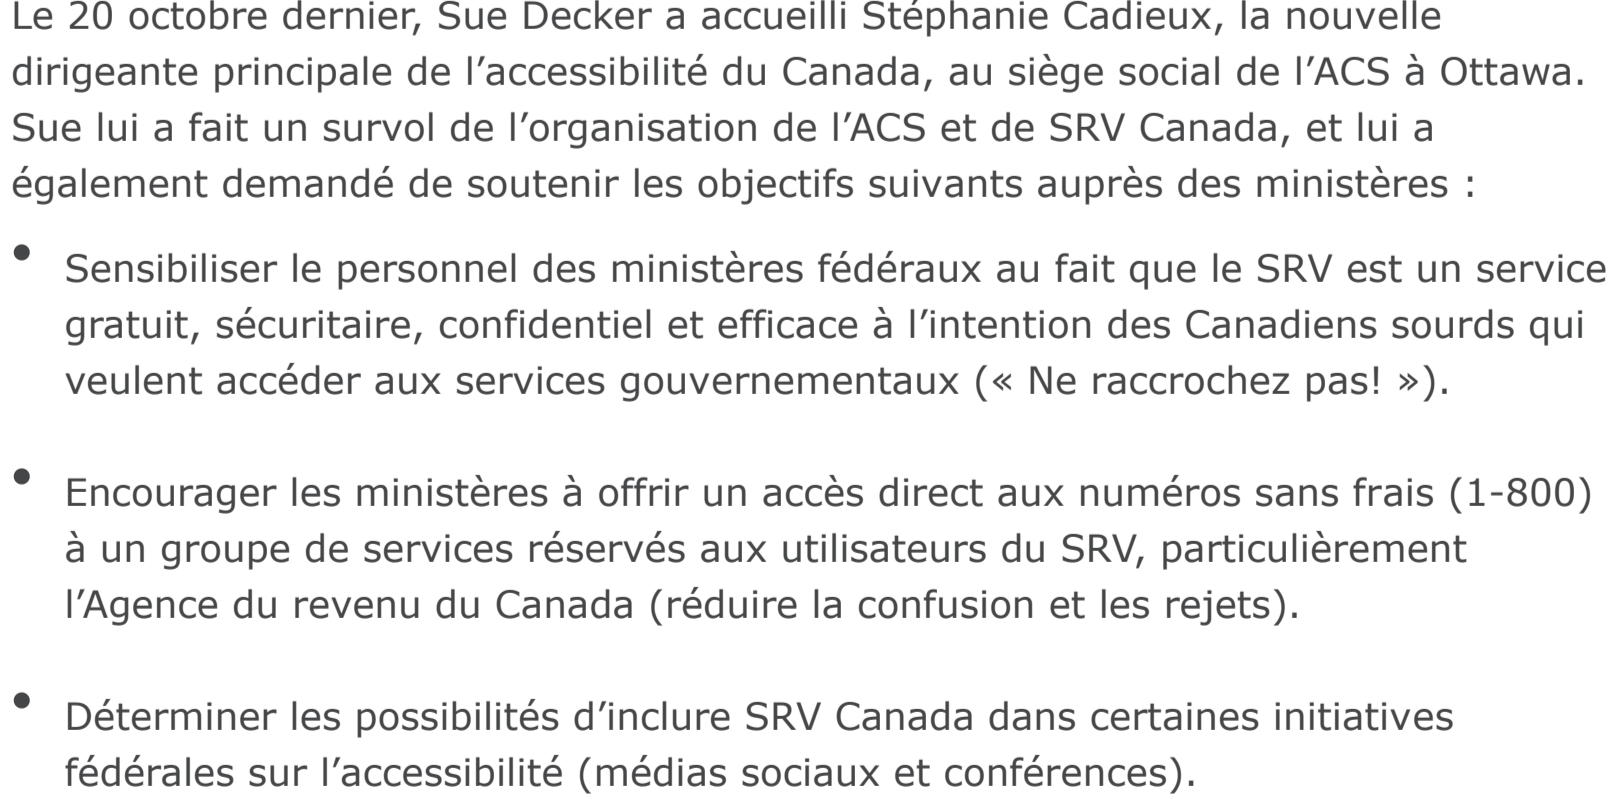 Le 20 octobre dernier, Sue Decker a accueilli Stéphanie Cadieux, la nouvelle
dirigeante principale de l’accessibilité du Canada, au siège social de l’ACS à Ottawa.
Sue lui a fait un survol de l’organisation de l’ACS et de SRV Canada, et lui a
également demandé de soutenir les objectifs suivants auprès des ministères :
• Sensibiliser le personnel des ministères fédéraux au fait que le SRV est un service
gratuit, sécuritaire, confidentiel et efficace à l’intention des Canadiens sourds qui
veulent accéder aux services gouvernementaux (« Ne raccrochez pas! »).
• Encourager les ministères à offrir un accès direct aux numéros sans frais (1-800)
à un groupe de services réservés aux utilisateurs du SRV, particulièrement
l’Agence du revenu du Canada (réduire la confusion et les rejets).
• Déterminer les possibilités d’inclure SRV Canada dans certaines initiatives
fédérales sur l’accessibilité (médias sociaux et conférences).